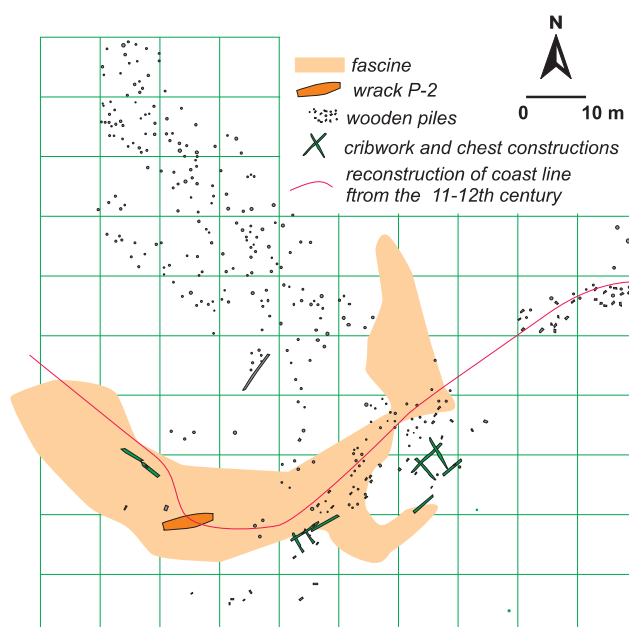 N
0 10 m
fascine
wrack P-2
wooden piles
cribwork and chest constructions
reconstruction of coast line
ftrom the 11-12th century